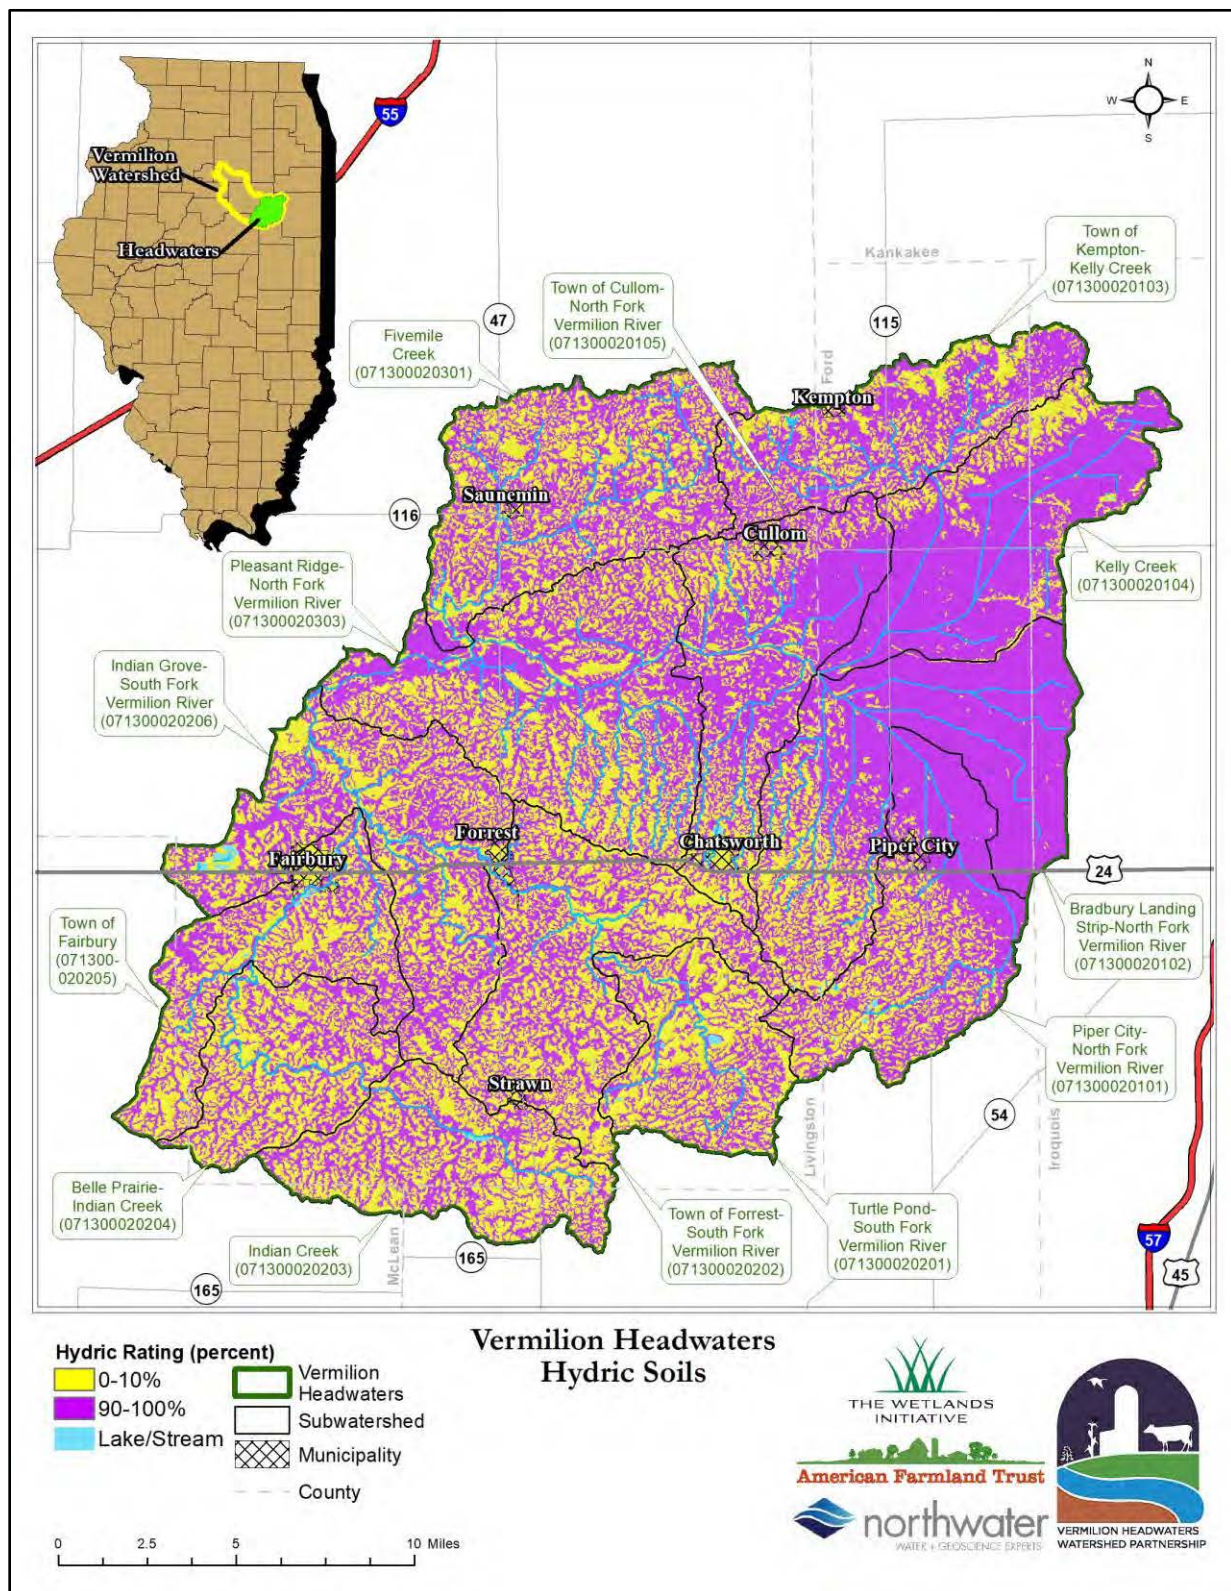 N
W
E
S
55
Vermilion
Watershed
Headwaters
Kankakee
Town of
Kempton-
Kelly Creek
(071300020103)
Town of Cullom-
North Fork
Vermilion River
(071300020105)
47
115
Fivemile
Creek
(071300020301)
Ford
Kempton
Saunemin
116
Cullom
Pleasant Ridge-
North Fork
Vermilion River
(071300020303)
Kelly Creek
(071300020104)
Indian Grove-
South Fork
Vermilion River
(071300020206)
Fairbury
Forrest
Chatsworth
Piper City
24
Town of
Fairbury
(071300-
020205)
Bradbury Landing
Strip-North Fork
Vermilion River
(071300020102)
Piper City-
North Fork
Vermilion River
(071300020101)
Strawn
54
Livingston
Iroquois
Belle Prairie-
Indian Creek
(071300020204)
Indian Creek
(071300020203)
McLean
165
165
Town of Forrest-
South Fork
Vermilion River
(071300020202)
Turtle Pond-
South Fork
Vermilion River
(071300020201)
57
45
Vermilion Headwaters
Hydric Soils
Hydric Rating (percent)
0-10%
90-100%
Lake/Stream
Vermilion
Headwaters
Subwatershed
Municipality
County
0 2.5 5 10 Miles
THE WETLANDS
INITIATIVE
American Farmland Trust
northwater
WATER + GEOSCIENCE EXPERTS
VERMILION HEADWATERS
WATERSHED PARTNERSHIP